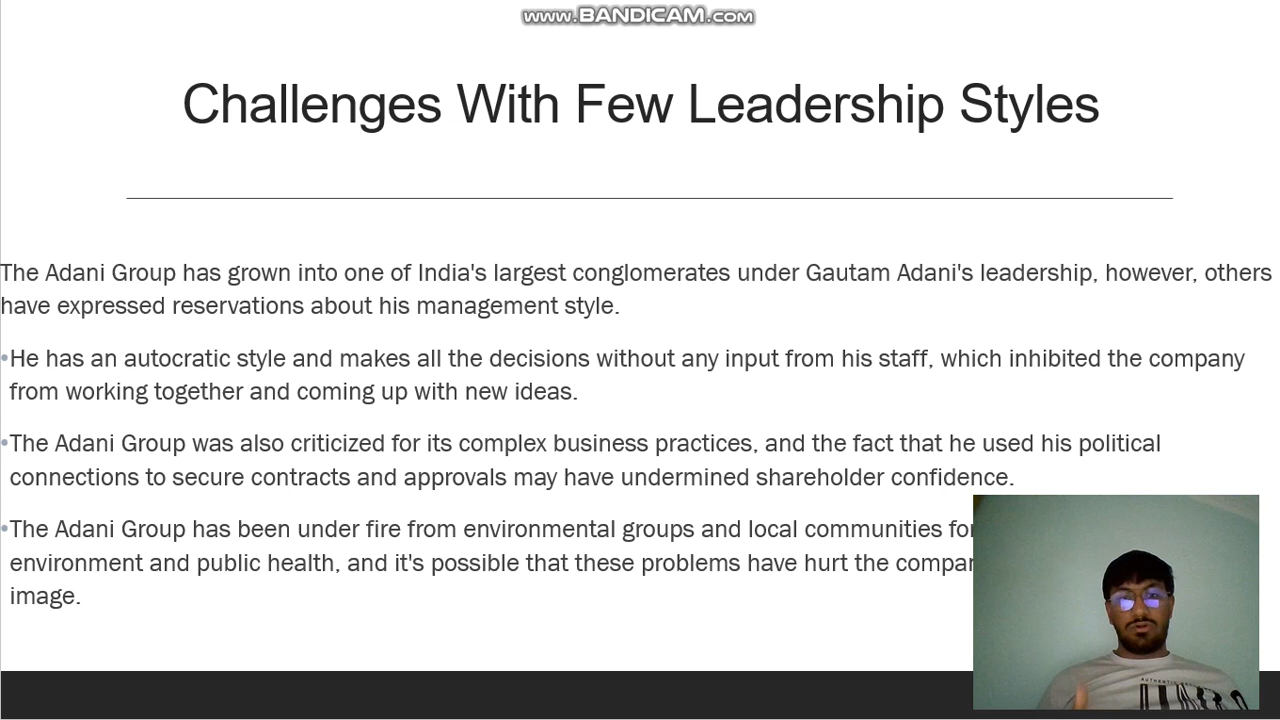 www.BANDICAM.com
Challenges With Few Leadership Styles
The Adani Group has grown into one of India's largest conglomerates under Gautam Adani's leadership, however, others
have expressed reservations about his management style.
•He has an autocratic style and makes all the decisions without any input from his staff, which inhibited the company
from working together and coming up with new ideas.
•The Adani Group was also criticized for its complex business practices, and the fact that he used his political
connections to secure contracts and approvals may have undermined shareholder confidence.
•The Adani Group has been under fire from environmental groups and local communities for
environment and public health, and it's possible that these problems have hurt the
image.